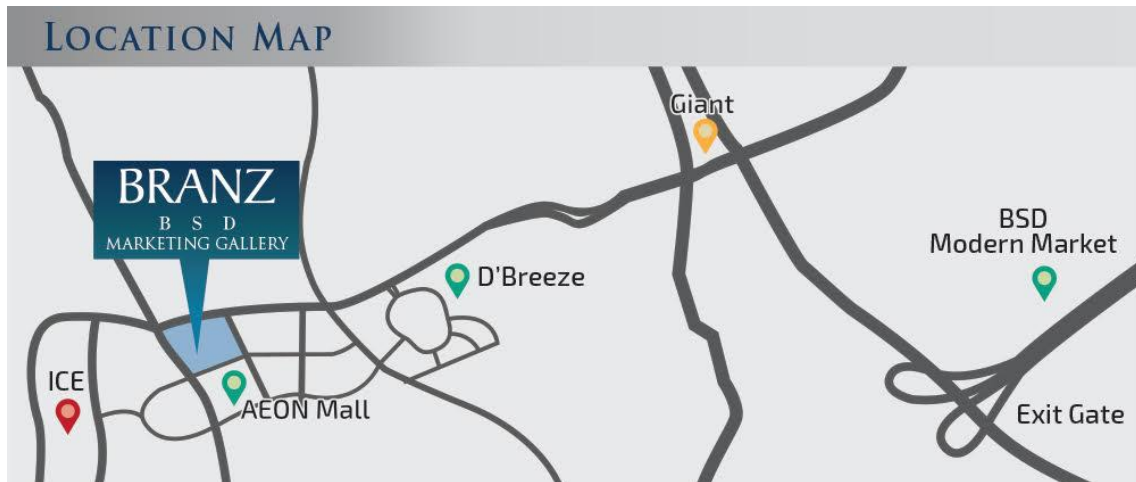 LOCATION MAP
Giant
BRANZ
B S D
MARKETING GALLERY
BSD
Modern Market
D'Breeze
ICE
AEON Mall
Exit Gate